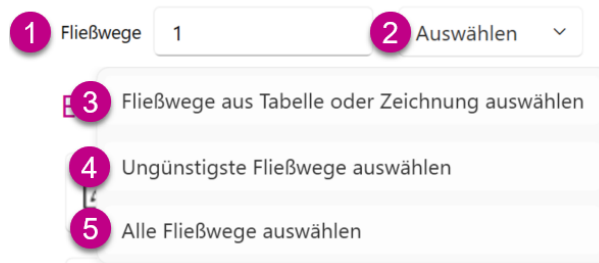 1 Fließwege 1 2 Auswählen
3 Fließwege aus Tabelle oder Zeichnung auswählen
4 Ungünstigste Fließwege auswählen
5 Alle Fließwege auswählen